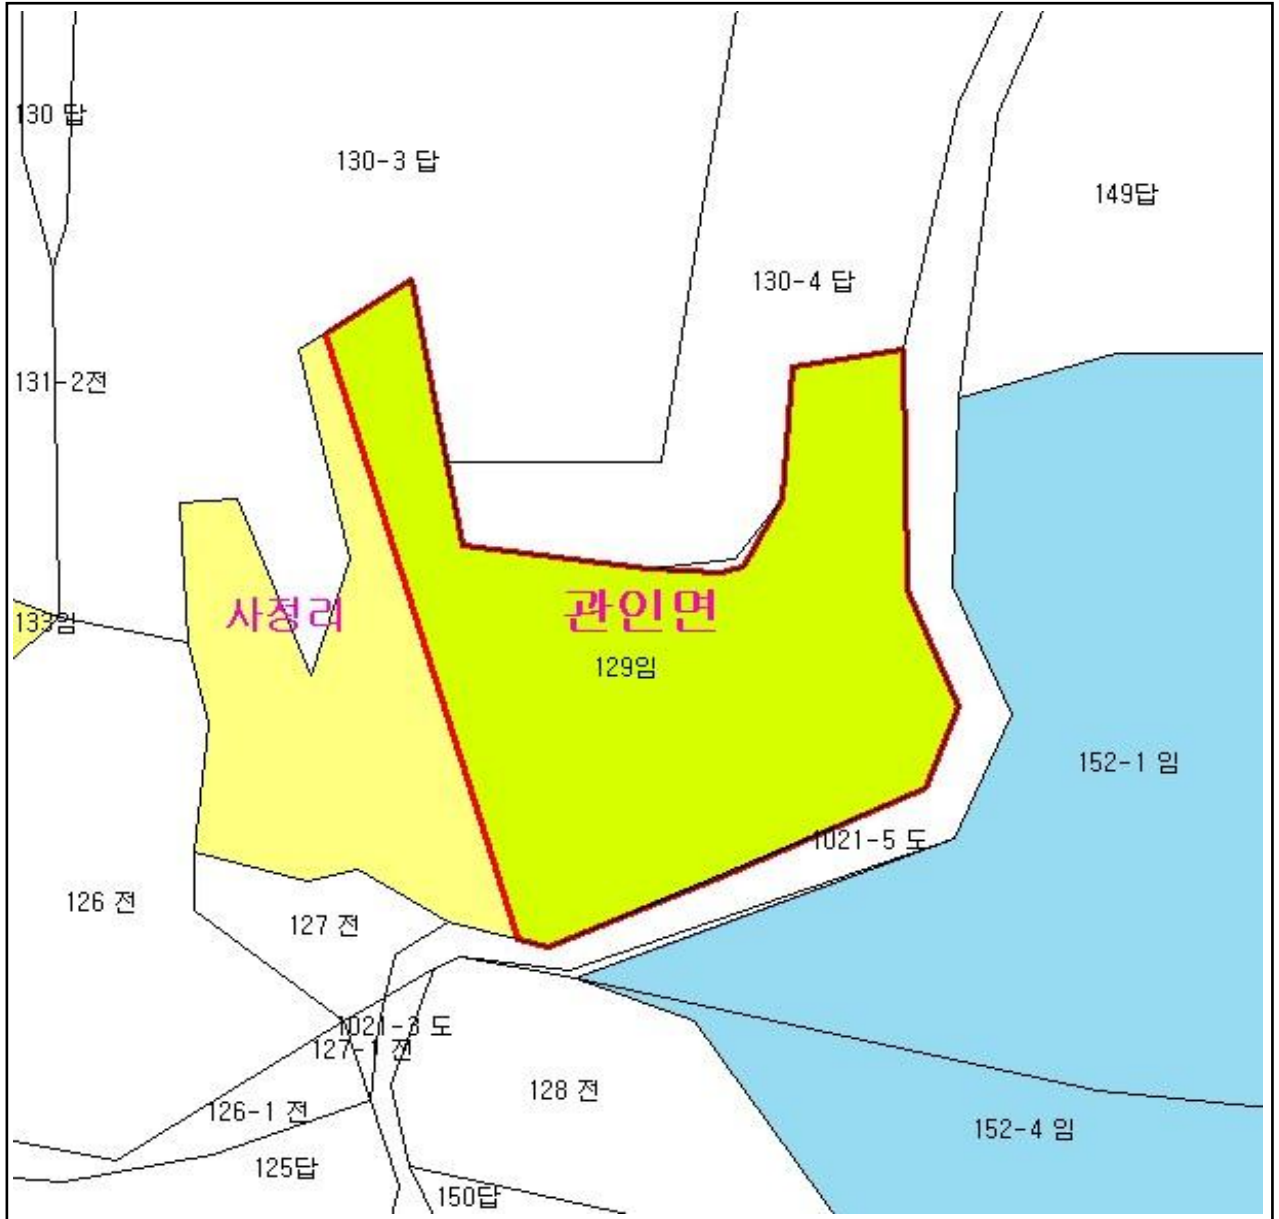 130 답
130-3 답
149답
130-4 답
131-2전
사정리
관인면
133임
129임
152-1 임
1021-5 도
126 전
127 전
1021-3 도
127-1 전
128 전
126-1 전
152-4 임
125답
150답